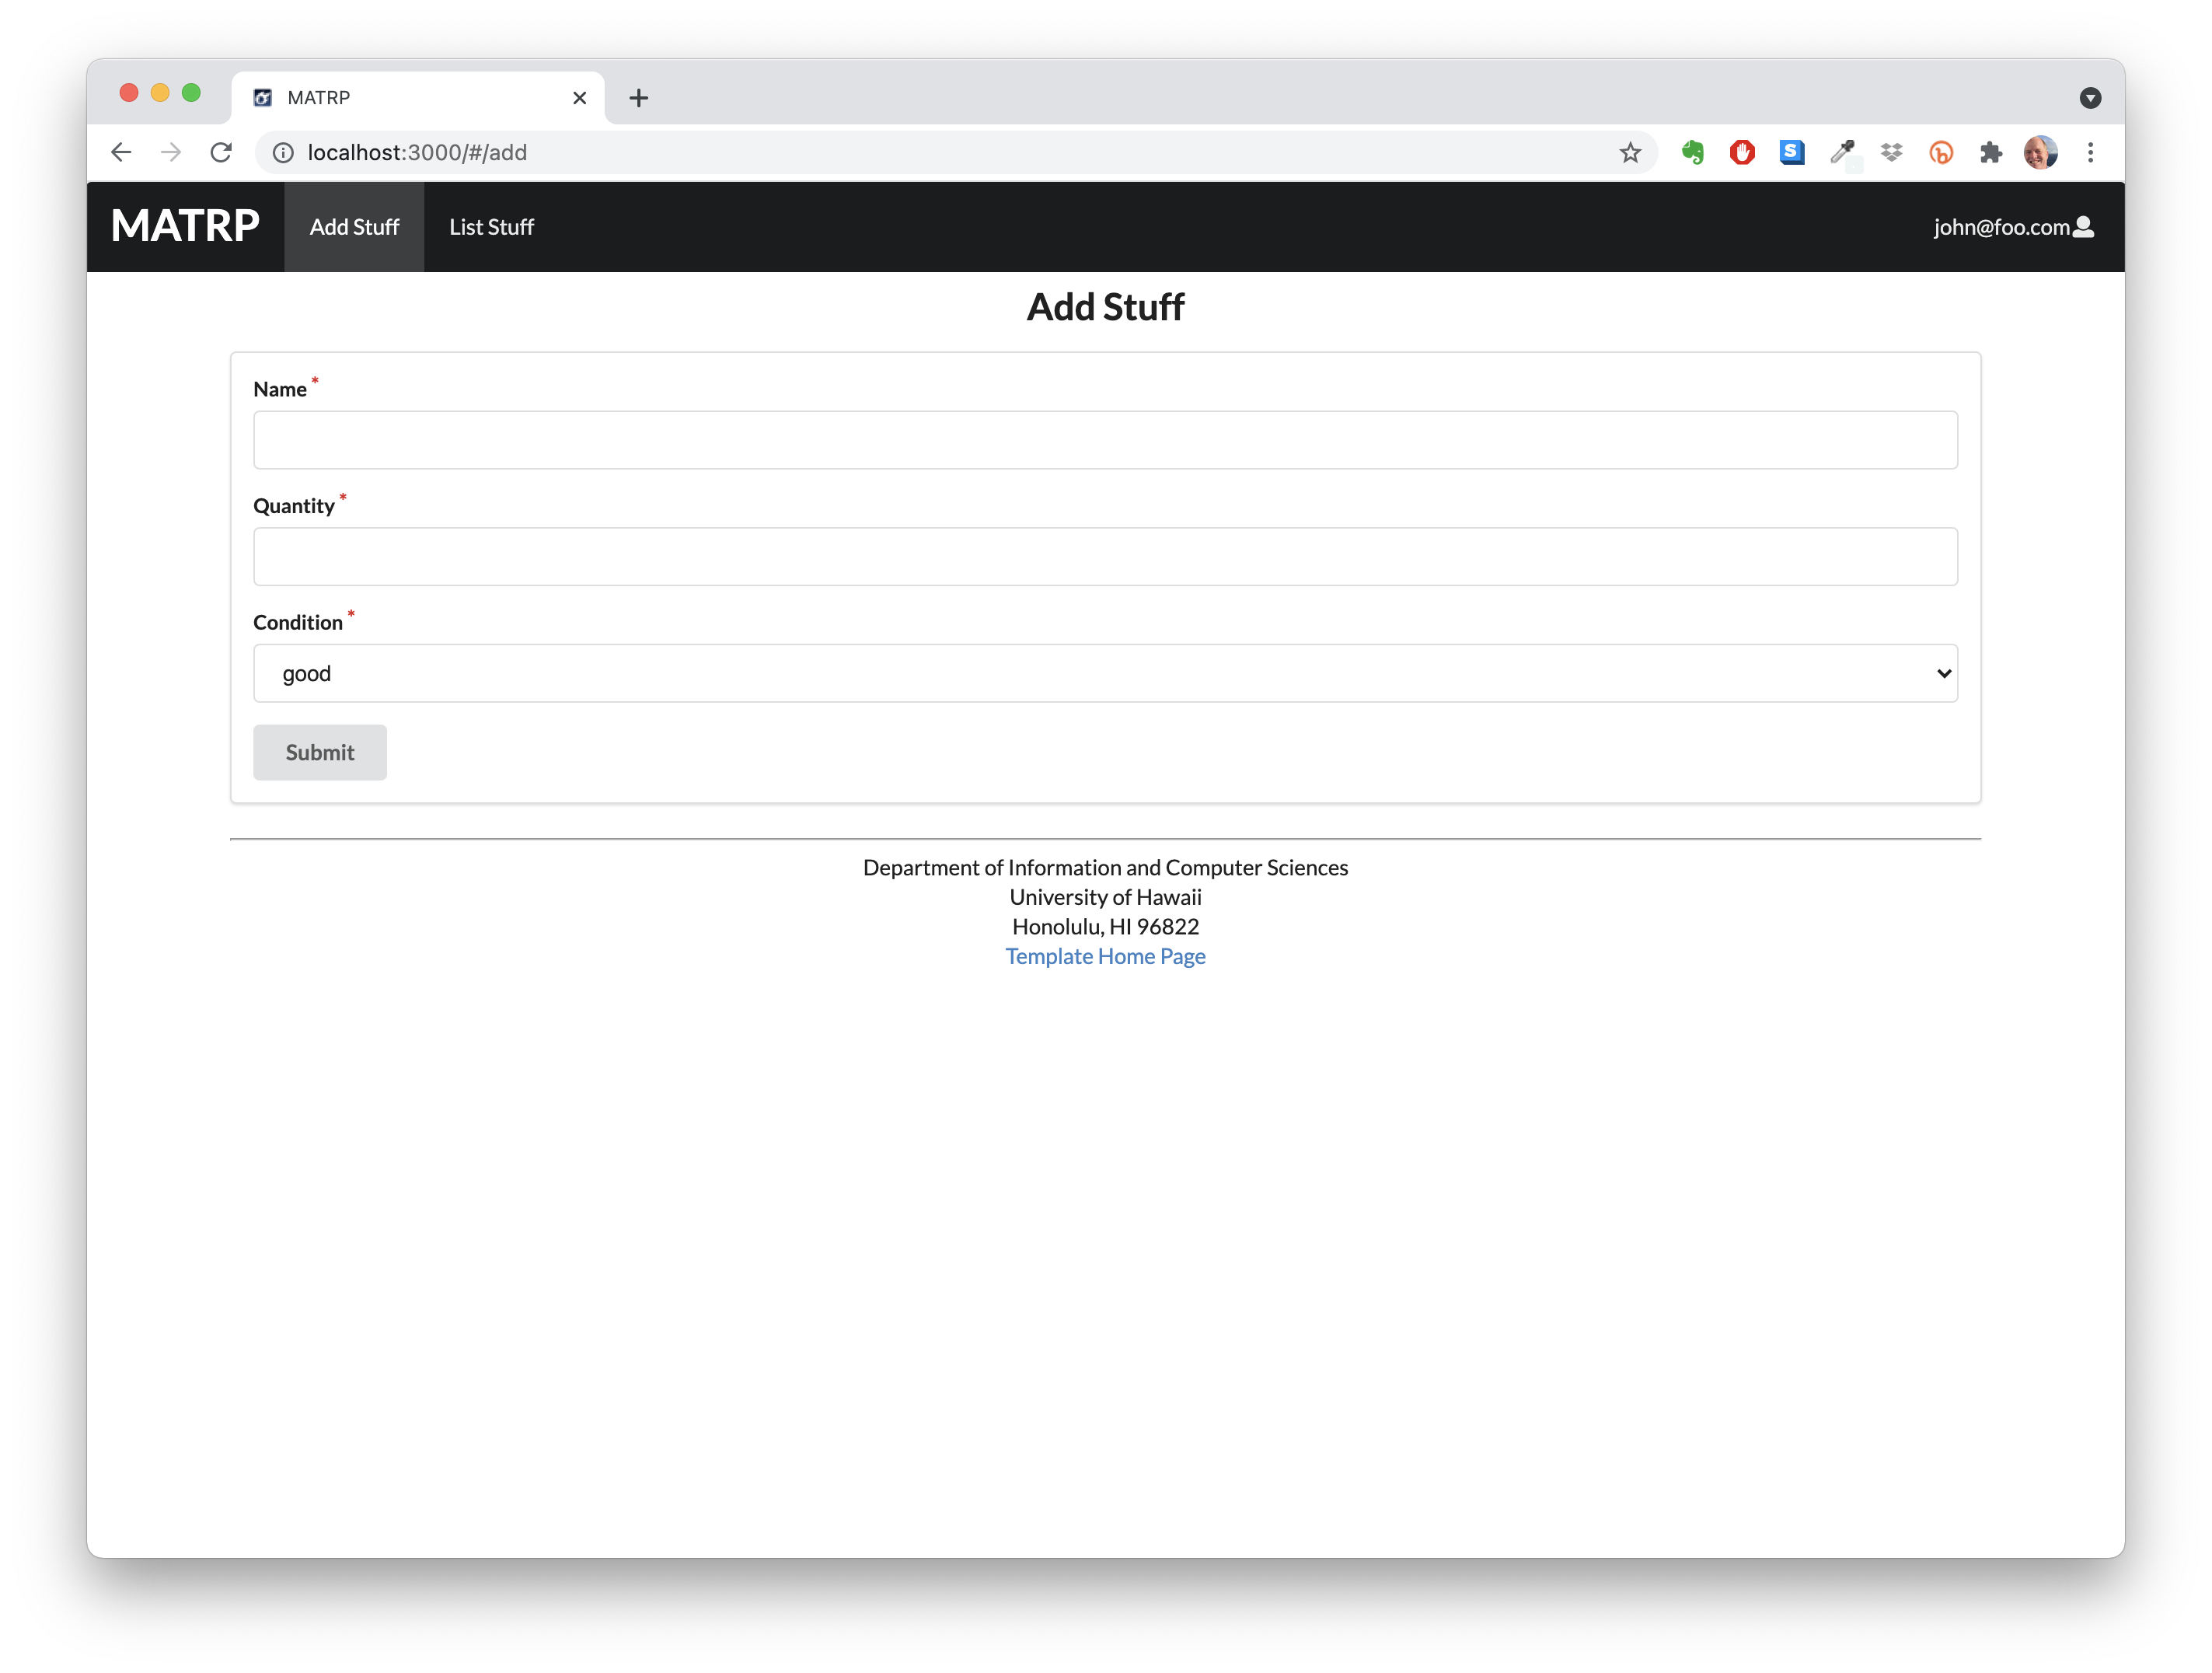 MATRP
localhost:3000/#/add
S
MATRP Add Stuff List Stuff john@foo.com
Add Stuff
Name *
Quantity *
Condition *
good
Submit
Department of Information and Computer Sciences
University of Hawaii
Honolulu, HI 96822
Template Home Page